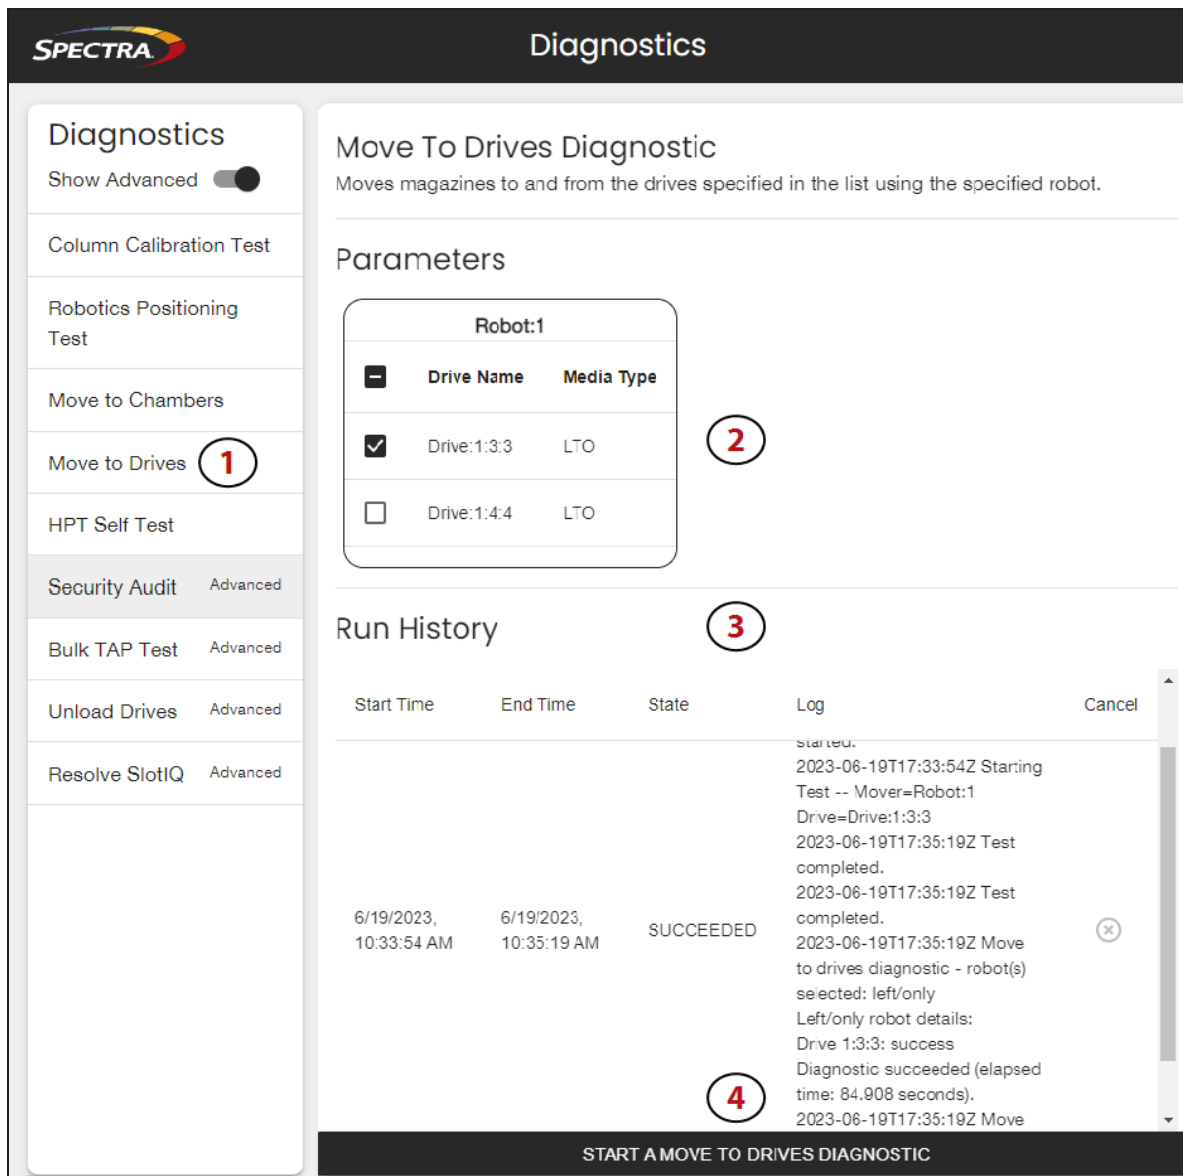 SPECTRA.
Diagnostics
Diagnostics
Show Advanced
Column Calibration Test
Robotics Positioning
Test
Move to Chambers
Move to Drives
1
HPT Self Test
Security Audit Advanced
Bulk TAP Test Advanced
Unload Drives Advanced
Resolve SlotIQ Advanced
Move To Drives Diagnostic
Moves magazines to and from the drives specified in the list using the specified robot.
Parameters
Robot:1
Drive Name Media Type
Drive:1:3:3 LTO
Drive:1:4:4 LTO
2
Run History
3
Start Time End Time State Log Cancel
6/19/2023,
10:33:54 AM
6/19/2023,
10:35:19 AM
SUCCEEDED
started.
2023-06-19T17:33:54Z Starting
Test -- Mover=Robot:1
Drive=Drive:1:3:3
2023-06-19T17:35:19Z Test
completed.
2023-06-19T17:35:19Z Test
completed.
2023-06-19T17:35:19Z Move
to drives diagnostic - robot(s)
selected: left/only
Left/only robot details:
Drive 1:3:3: success
Diagnostic succeeded (elapsed
time: 84.908 seconds).
2023-06-19T17:35:19Z Move
4
START A MOVE TO DRIVES DIAGNOSTIC